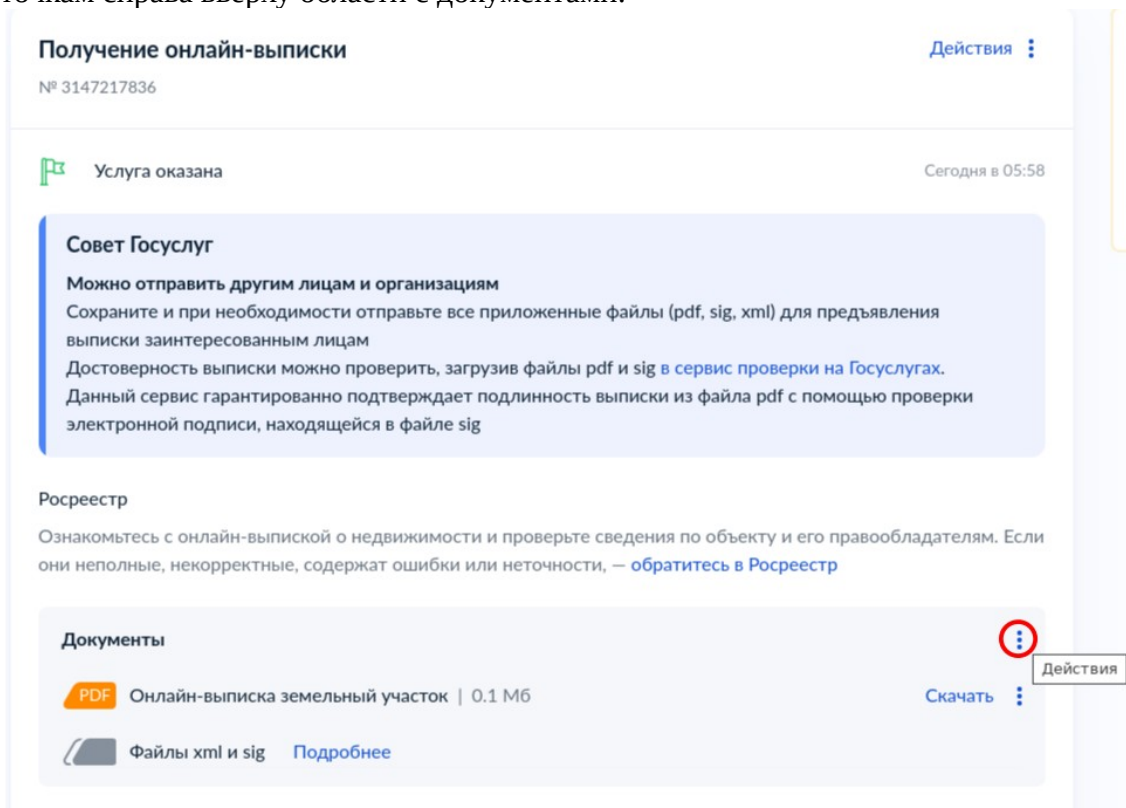 точкам справа вверху области с документами:
Получение онлайн-выписки
Действия
№ 3147217836
Услуга оказана
Сегодня в 05:58
Совет Госуслуг
Можно отправить другим лицам и организациям
Сохраните и при необходимости отправьте все приложенные файлы (pdf, sig, xml) для предъявления
выписки заинтересованным лицам
Достоверность выписки можно проверить, загрузив файлы pdf и sig в сервис проверки на Госуслугах.
Данный сервис гарантированно подтверждает подлинность выписки из файла pdf с помощью проверки
электронной подписи, находящейся в файле sig
Росреестр
Ознакомьтесь с онлайн-выпиской о недвижимости и проверьте сведения по объекту и его правообладателям. Если
они неполные, некорректные, содержат ошибки или неточности, — обратитесь в Росреестр
Документы
Действия
PDF Онлайн-выписка земельный участок | 0.1 Мб
Скачать
Файлы xml и sig Подробнее